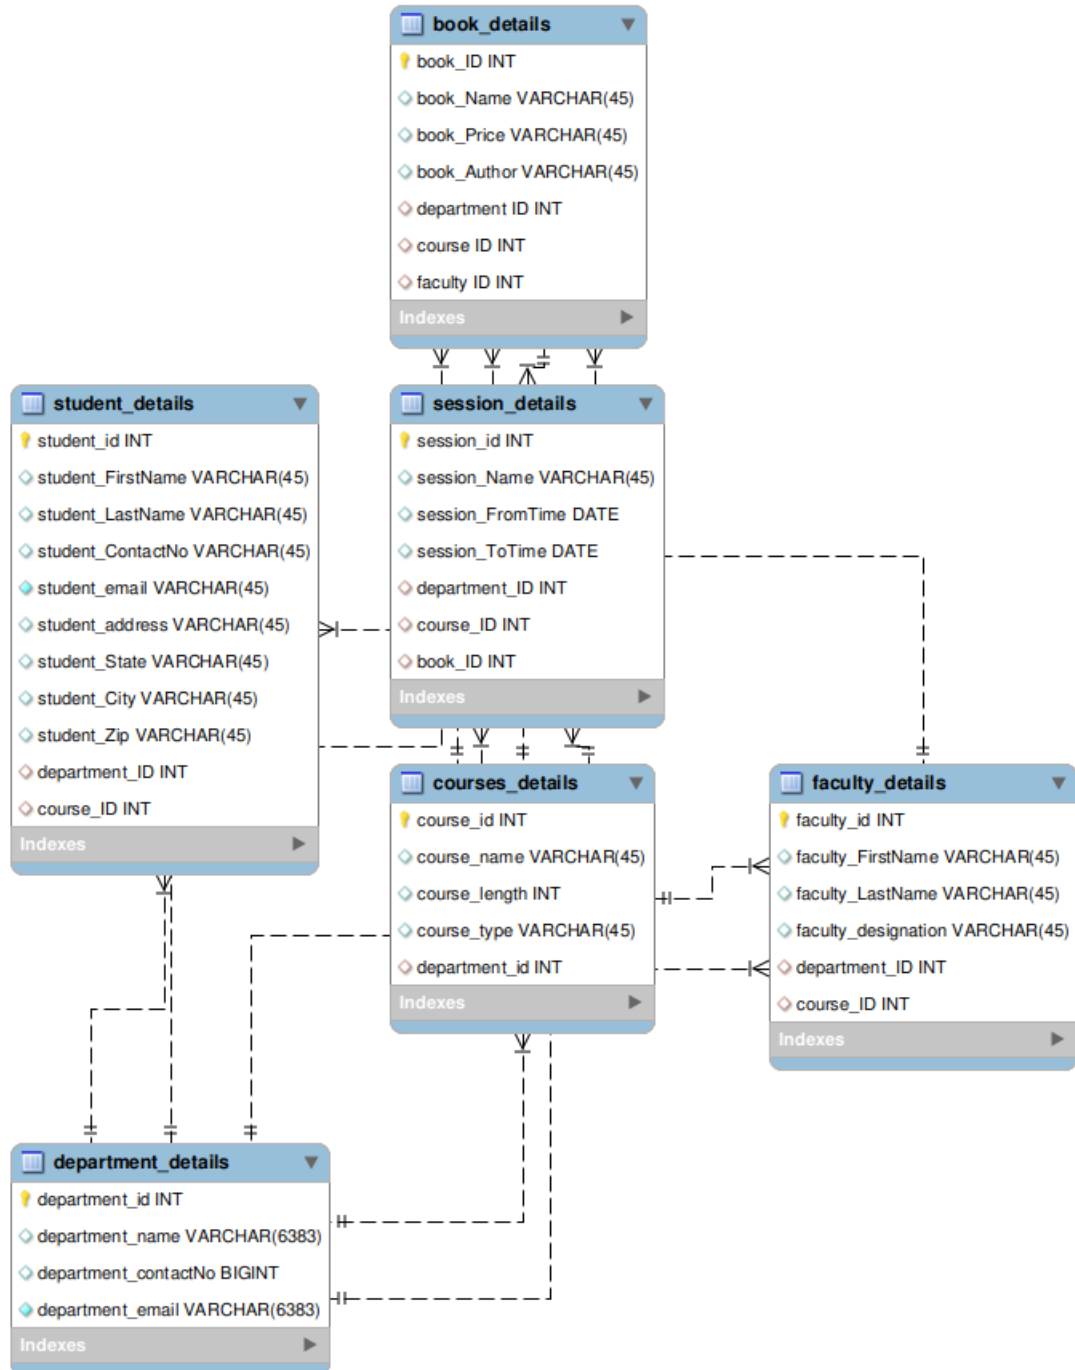 book_details
book_ID INT
book_Name VARCHAR(45)
book_Price VARCHAR(45)
book_Author VARCHAR(45)
department ID INT
course ID INT
faculty ID INT
Indexes
student_details
student_id INT
student_FirstName VARCHAR(45)
student_LastName VARCHAR(45)
student_ContactNo VARCHAR(45)
student_email VARCHAR(45)
student_address VARCHAR(45)
student_State VARCHAR(45)
student_City VARCHAR(45)
student_Zip VARCHAR(45)
department_ID INT
course_ID INT
Indexes
session_details
session_id INT
session_Name VARCHAR(45)
session_FromTime DATE
session_ToTime DATE
department_ID INT
course_ID INT
book_ID INT
Indexes
courses_details
course_id INT
course_name VARCHAR(45)
course_length INT
course_type VARCHAR(45)
department_id INT
Indexes
faculty_details
faculty_id INT
faculty_FirstName VARCHAR(45)
faculty_LastName VARCHAR(45)
faculty_designation VARCHAR(45)
department_ID INT
course_ID INT
Indexes
department_details
department_id INT
department_name VARCHAR(6383)
department_contactNo BIGINT
department_email VARCHAR(6383)
Indexes